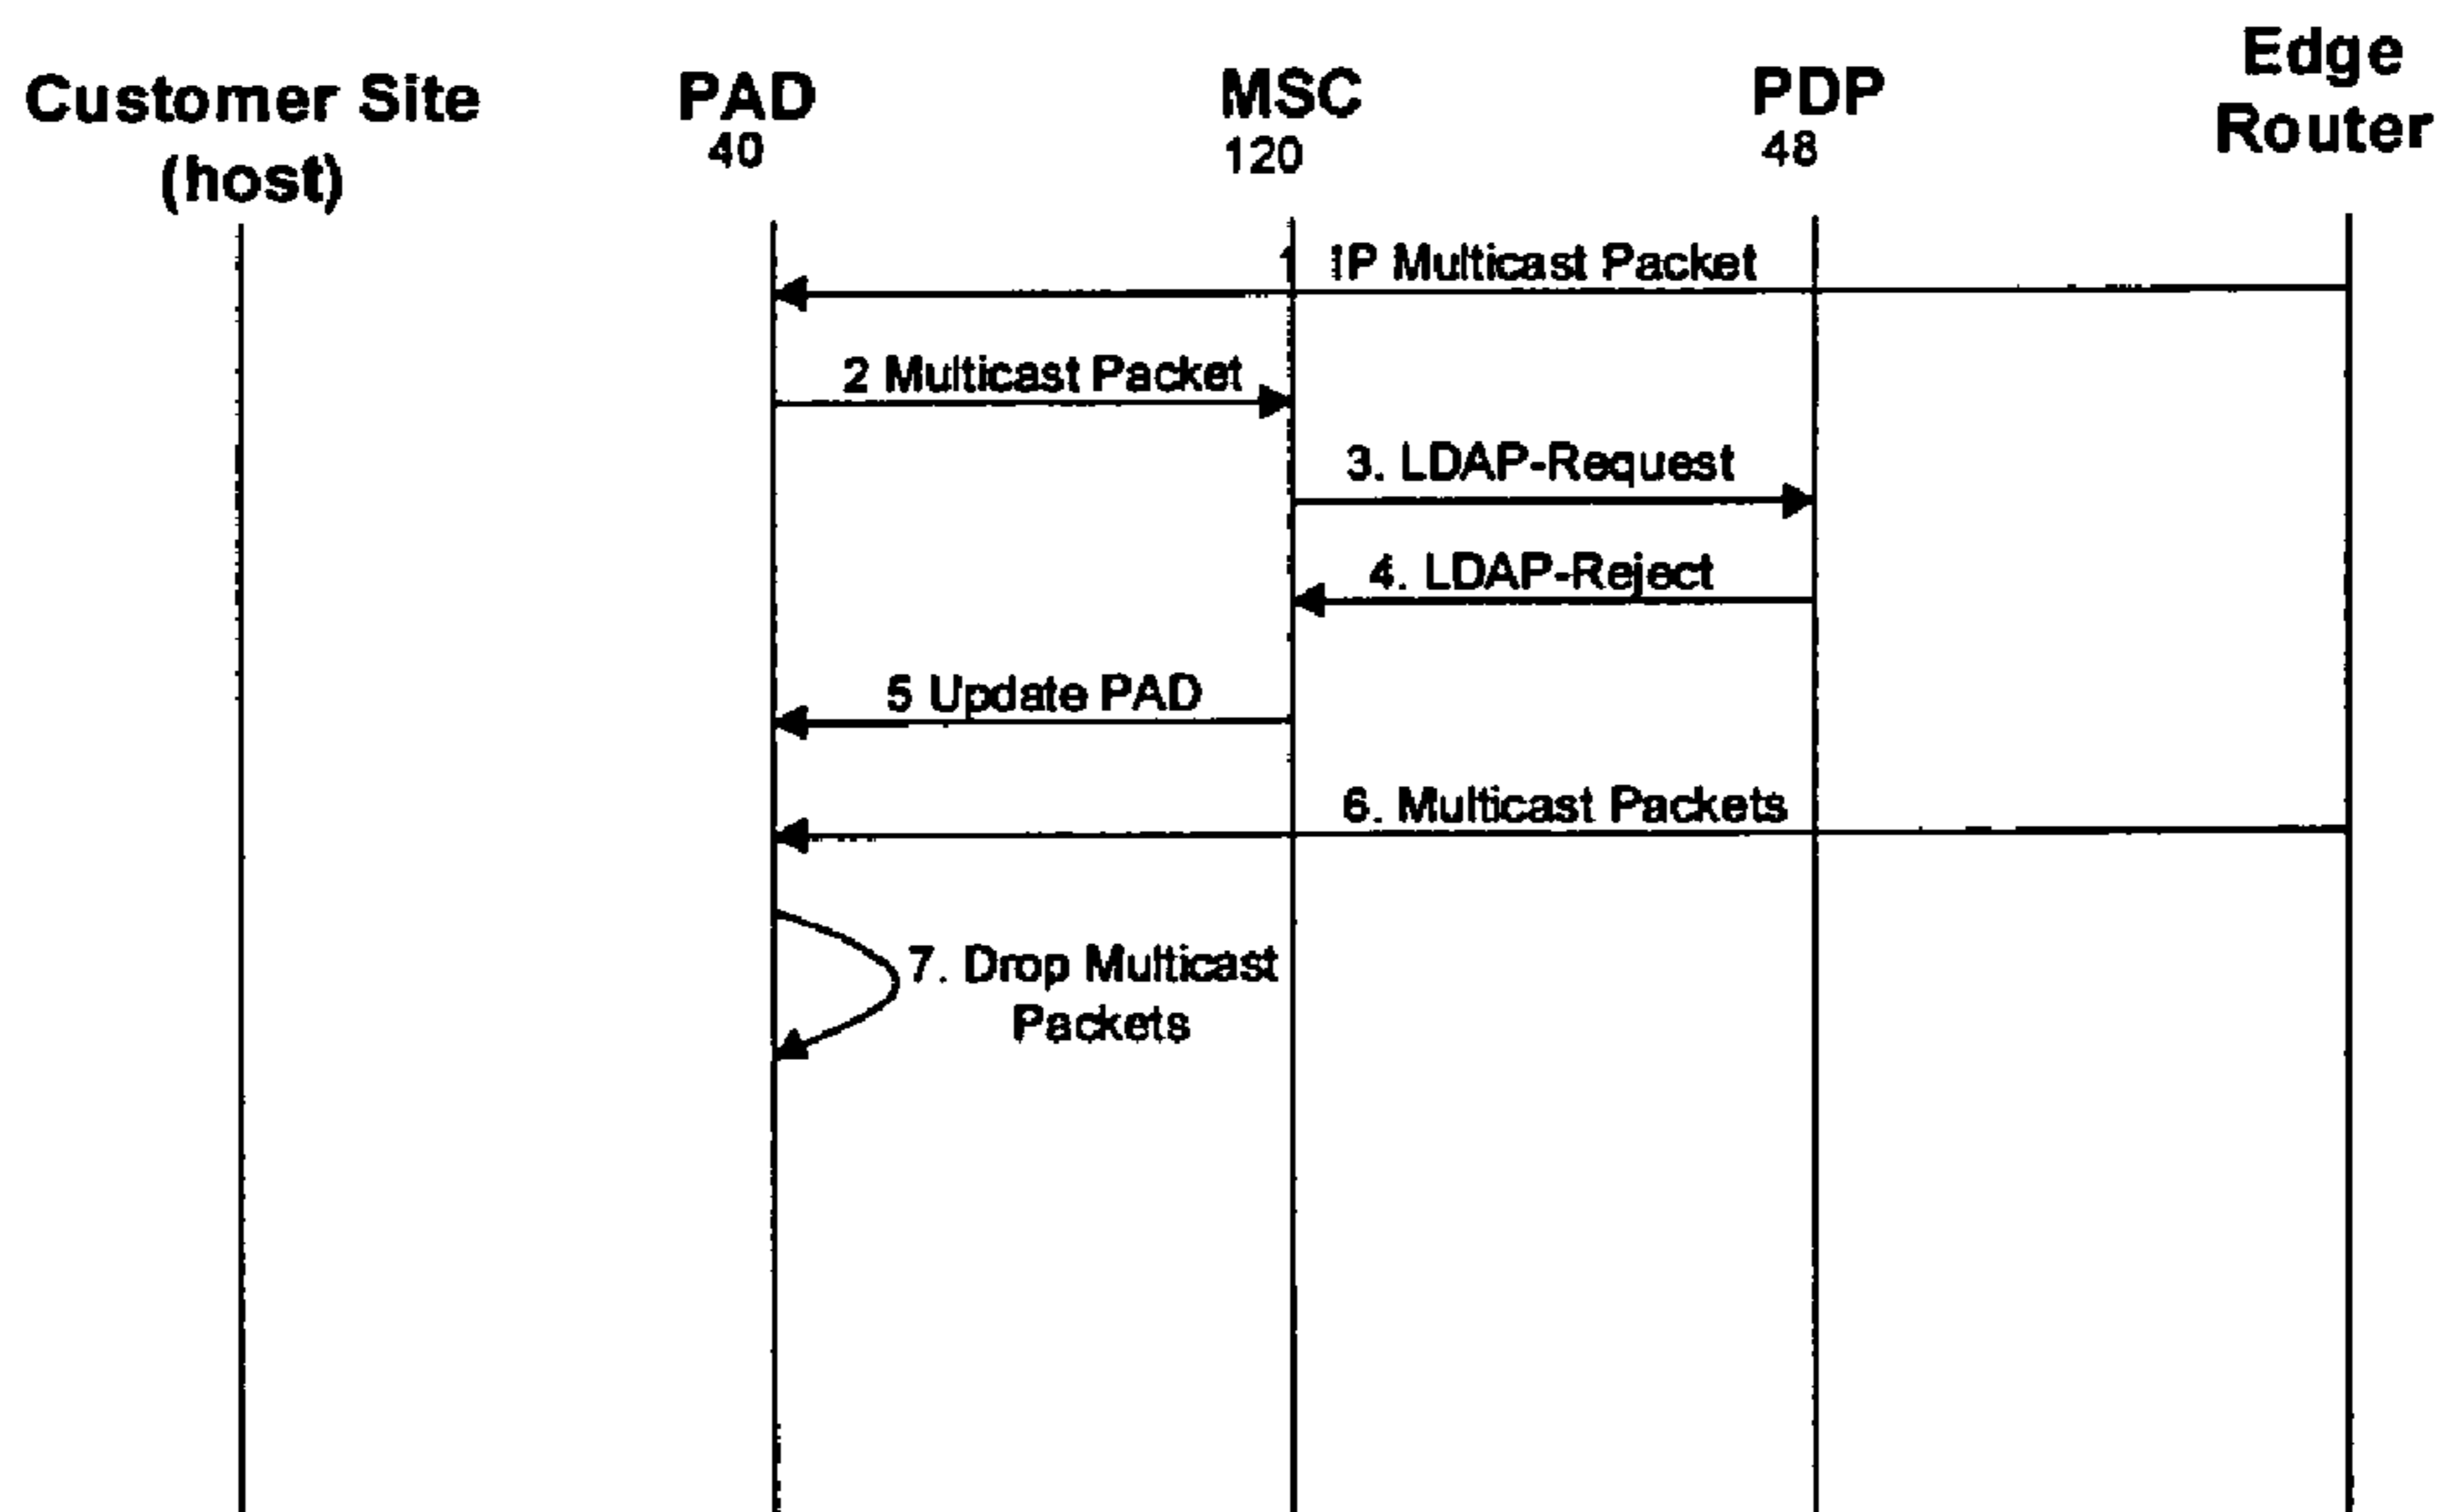 Customer Site
(host)
PAD
40
MSC
120
PDP
48
Edge
Router
1 IP Multicast Packet
2 Multicast Packet
3. LDAP-Request
4. LDAP-Reject
5 Update PAD
6. Multicast Packets
7. Drop Multicast
Packets